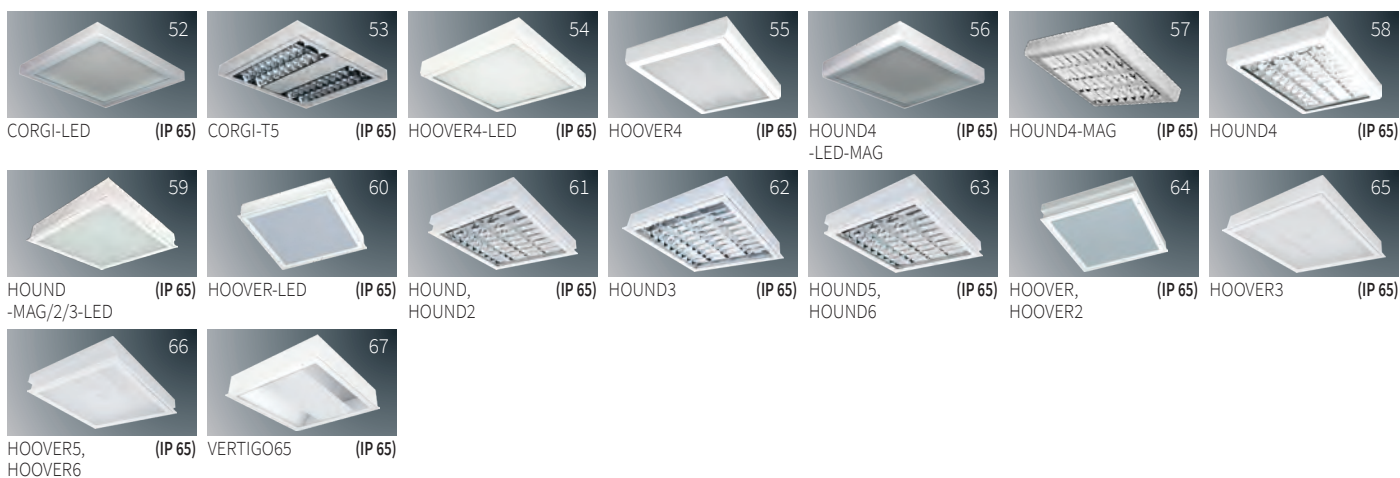 52
CORGI-LED (IP 65)
53
CORGI-T5 (IP 65)
54
HOOVER4-LED (IP 65)
55
HOOVER4 (IP 65)
56
HOUND4 (IP 65)
-LED-MAG
57
HOUND4-MAG (IP 65)
58
HOUND4 (IP 65)
59
HOUND (IP 65)
-MAG/2/3-LED
60
HOOVER-LED (IP 65)
61
HOUND, (IP 65)
HOUND2
62
HOUND3 (IP 65)
63
HOUND5, (IP 65)
HOUND6
64
HOOVER, (IP 65)
HOOVER2
65
HOOVER3 (IP 65)
66
HOOVER5, (IP 65)
HOOVER6
67
VERTIGO65 (IP 65)